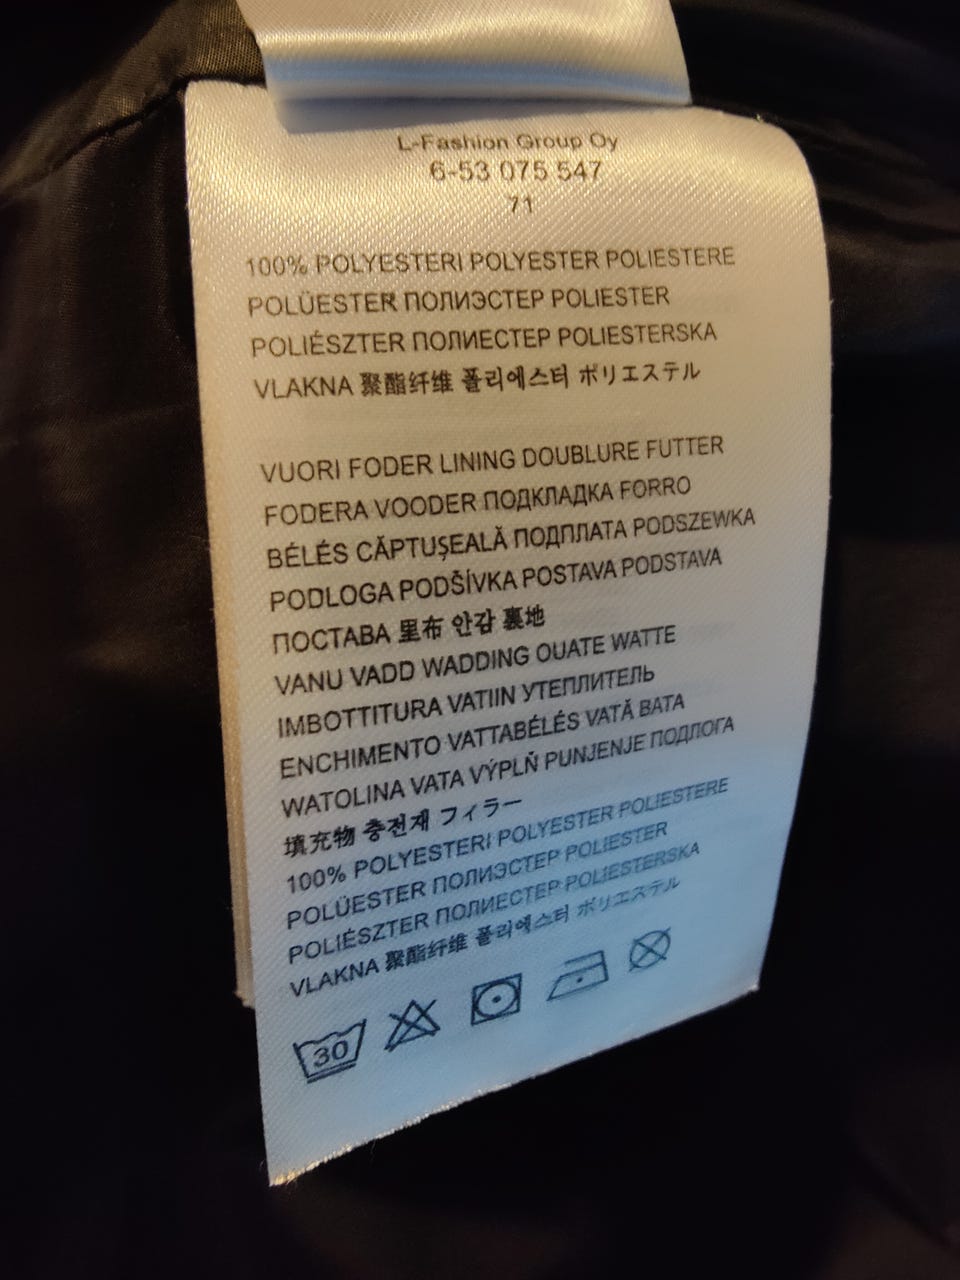 L-Fashion Group Oy
6-53 075 547
71
100% POLYESTERI POLYESTER POLIESTERE
POLÜESTER ПОЛИЭСТЕР POLIESTER
POLIÉSZTER ПОЛИЕСТЕР POLIESTERSKA
VLAKNA 聚酯纤维 폴리에스터 ポリエステル
VUORI FODER LINING DOUBLURE FUTTER
FODERA VOODER ПОДКЛАДКА FORRO
BÉLÉS CĂPTUȘEALĂ ПОДПЛАТА PODSZEWKA
PODLOGA PODŠÍVKA POSTAVA PODSTAVA
ПОСТАВА 里布 안감 裏地
VANU VADD WADDING OUATE WATTE
IMBOTTITURA VATIIN УТЕПЛИТЕЛЬ
ENCHIMENTO VATTABÉLÉS VATĂ ВАТА
WATOLINA VATA VÝPLŇ PUNJENJE ПОДЛОГА
填充物 충전재 フィラー
100% POLYESTERI POLYESTER POLIESTERE
POLÜESTER ПОЛИЭСТЕР POLIESTER
POLIÉSZTER ПОЛИЕСТЕР POLIESTERSKA
VLAKNA 聚酯纤维 폴리에스터 ポリエステル
30